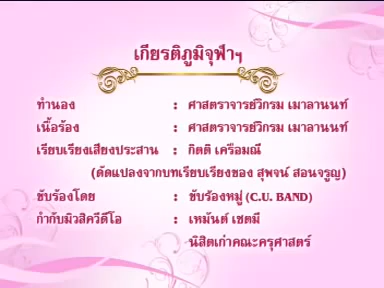 เกียรติภูมิจุฬาฯ
ทำนอง : ศาสตราจารย์วิกรม เมาลานนท์
เนื้อร้อง : ศาสตราจารย์วิกรม เมาลานนท์
เรียบเรียงเสียงประสาน : กิตติ เครือมณี
(ดัดแปลงจากบทเรียบเรียงของ สุพจน์ สอนจรูญ)
ขับร้องโดย : ขับร้องหมู่ (C.U. BAND)
กำกับมิวสิควีดีโอ : เหมันต์ เชตมี
นิสิตเก่าคณะครุศาสตร์